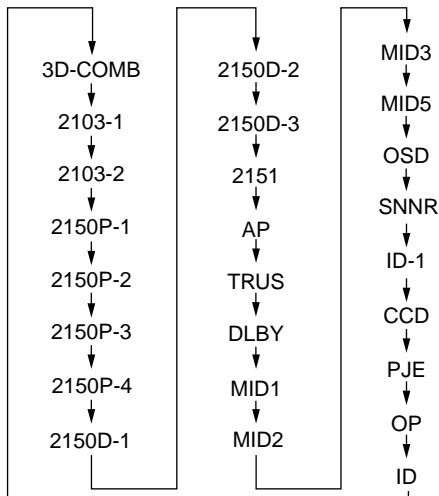 3D-COMB
2103-1
2103-2
2150P-1
2150P-2
2150P-3
2150P-4
2150D-1
2150D-2
2150D-3
2151
AP
TRUS
DLBY
MID1
MID2
MID3
MID5
OSD
SNNR
ID-1
CCD
PJE
OP
ID